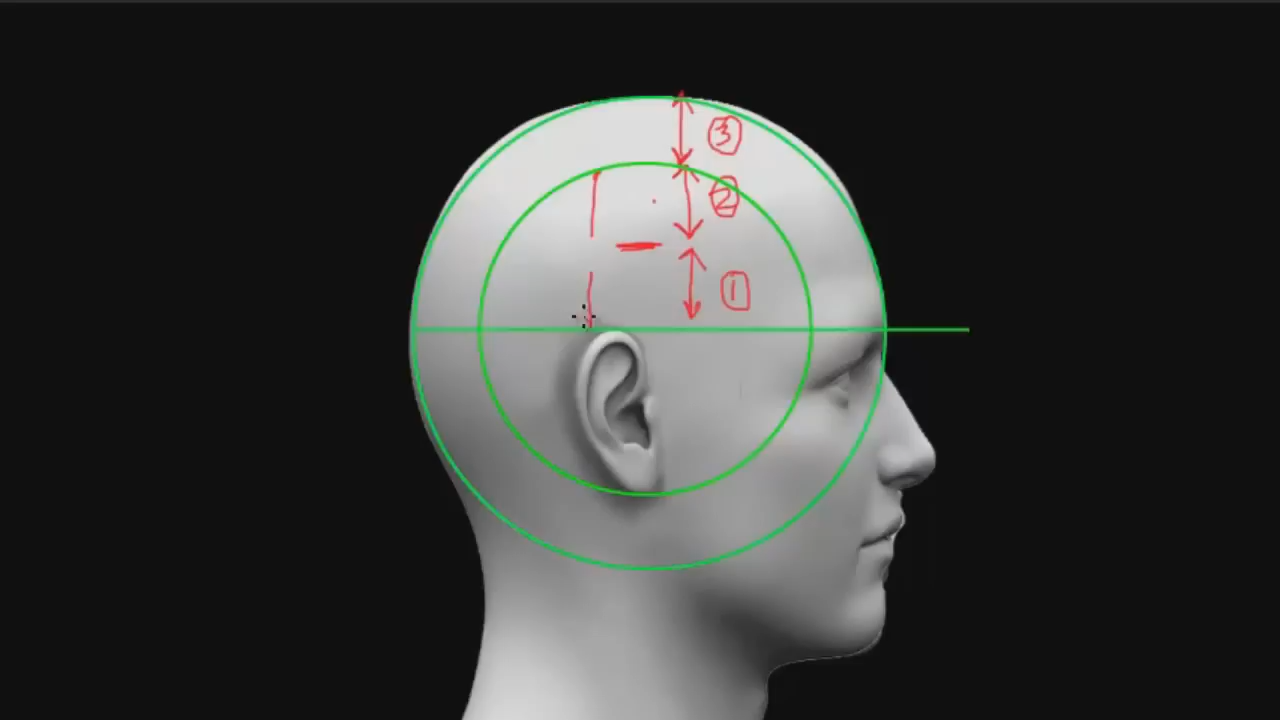 ③
②
①